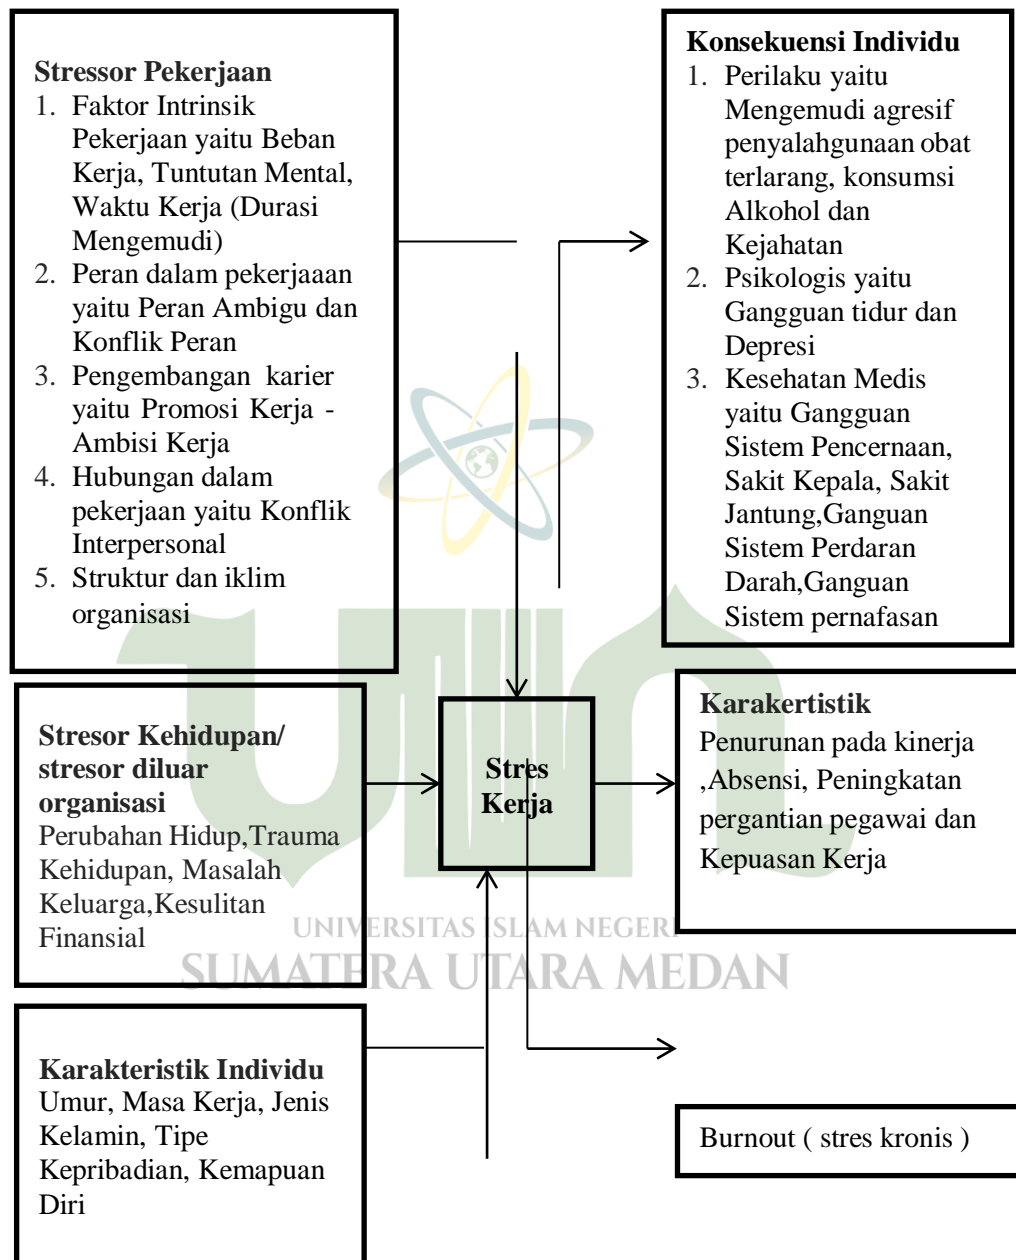 Stressor Pekerjaan
1. Faktor Intrinsik
Pekerjaan yaitu Beban
Kerja, Tuntutan Mental,
Waktu Kerja (Durasi
Mengemudi)
2. Peran dalam pekerjaaan
yaitu Peran Ambigu dan
Konflik Peran
3. Pengembangan karier
yaitu Promosi Kerja -
Ambisi Kerja
4. Hubungan dalam
pekerjaan yaitu Konflik
Interpersonal
5. Struktur dan iklim
organisasi
Konsekuensi Individu
1. Perilaku yaitu
Mengemudi agresif
penyalahgunaan obat
terlarang, konsumsi
Alkohol dan
Kejahatan
2. Psikologis yaitu
Gangguan tidur dan
Depresi
3. Kesehatan Medis
yaitu Gangguan
Sistem Pencernaan,
Sakit Kepala, Sakit
Jantung,Ganguan
Sistem Perdaran
Darah,Ganguan
Sistem pernafasan
Stresor Kehidupan/
stresor diluar
organisasi
Perubahan Hidup,Trauma
Kehidupan, Masalah
Keluarga,Kesulitan
Finansial
Stres
Kerja
Karakertistik
Penurunan pada kinerja
,Absensi, Peningkatan
pergantian pegawai dan
Kepuasan Kerja
UNIVERSITAS ISLAM NEGERI
SUMATERA UTARA MEDAN
Karakteristik Individu
Umur, Masa Kerja, Jenis
Kelamin, Tipe
Kepribadian, Kemapuan
Diri
Burnout ( stres kronis )